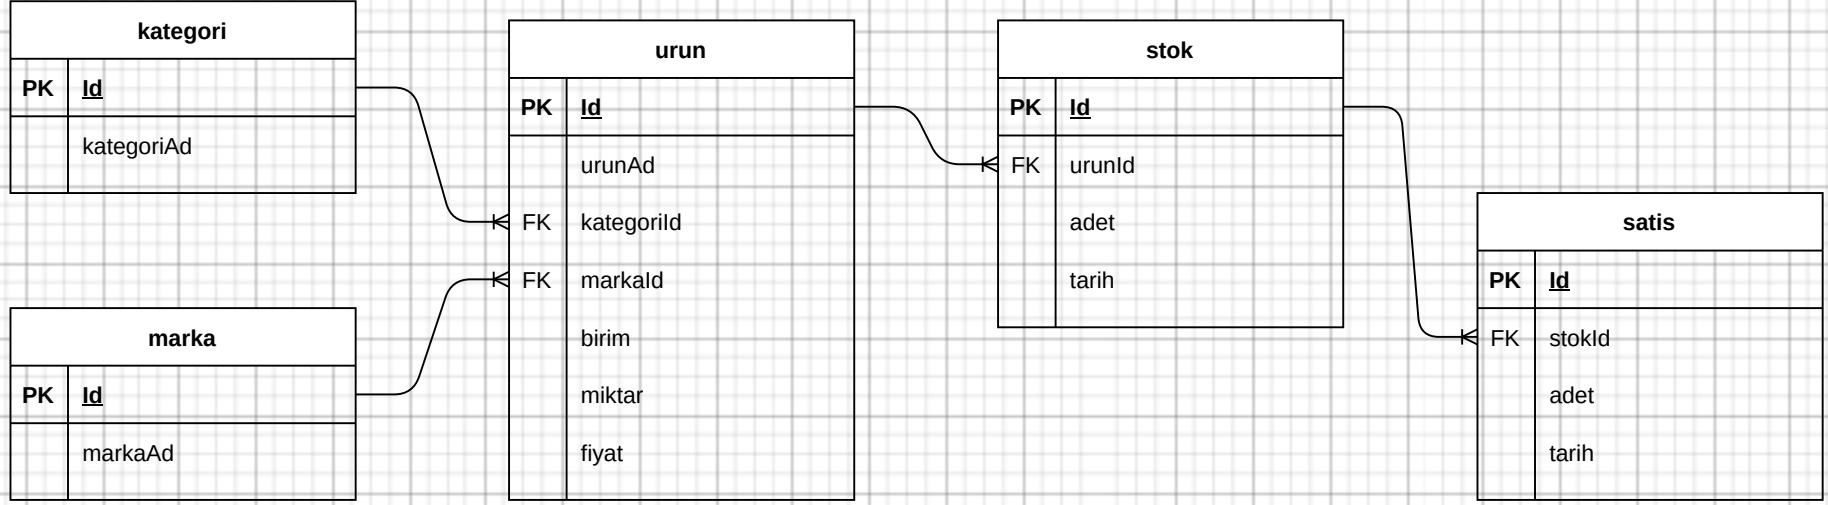 kategori
PK Id
kategoriAd
marka
PK Id
markaAd
urun
PK Id
urunAd
FK kategoriId
FK markaId
birim
miktar
fiyat
stok
PK Id
FK urunId
adet
tarih
satis
PK Id
FK stokId
adet
tarih